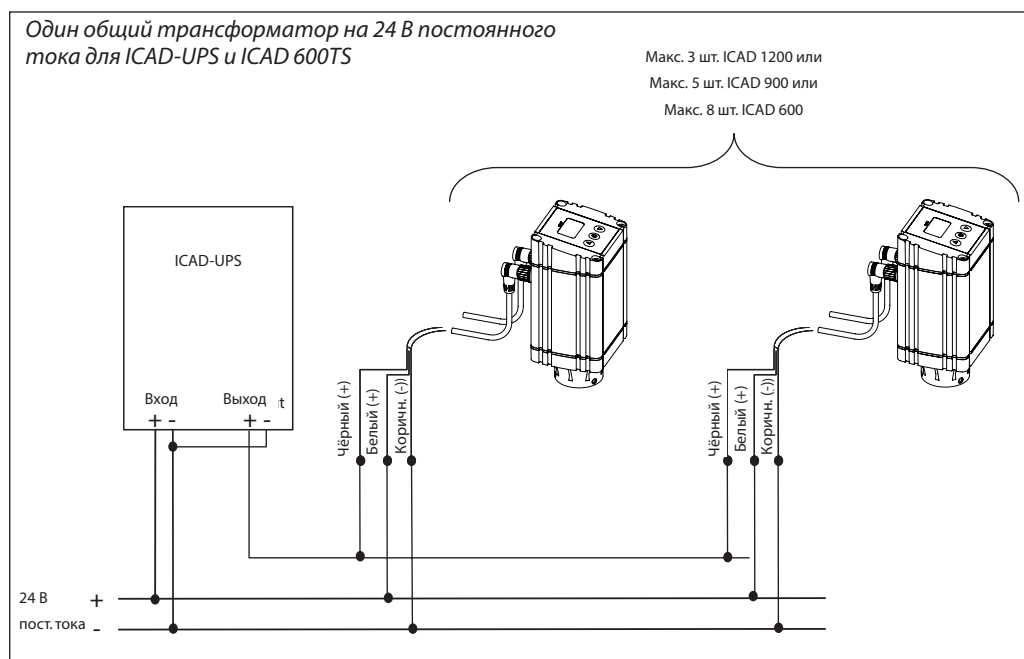 Один общий трансформатор на 24 В постоянного
тока для ICAD-UPS и ICAD 600TS
Макс. 3 шт. ICAD 1200 или
Макс. 5 шт. ICAD 900 или
Макс. 8 шт. ICAD 600
ICAD-UPS
Вход
Выход
+ -
+ -
Чёрный (+)
Белый (+)
Коричн. (-))
Чёрный (+)
Белый (+)
Коричн. (-))
24 В +
пост. тока -